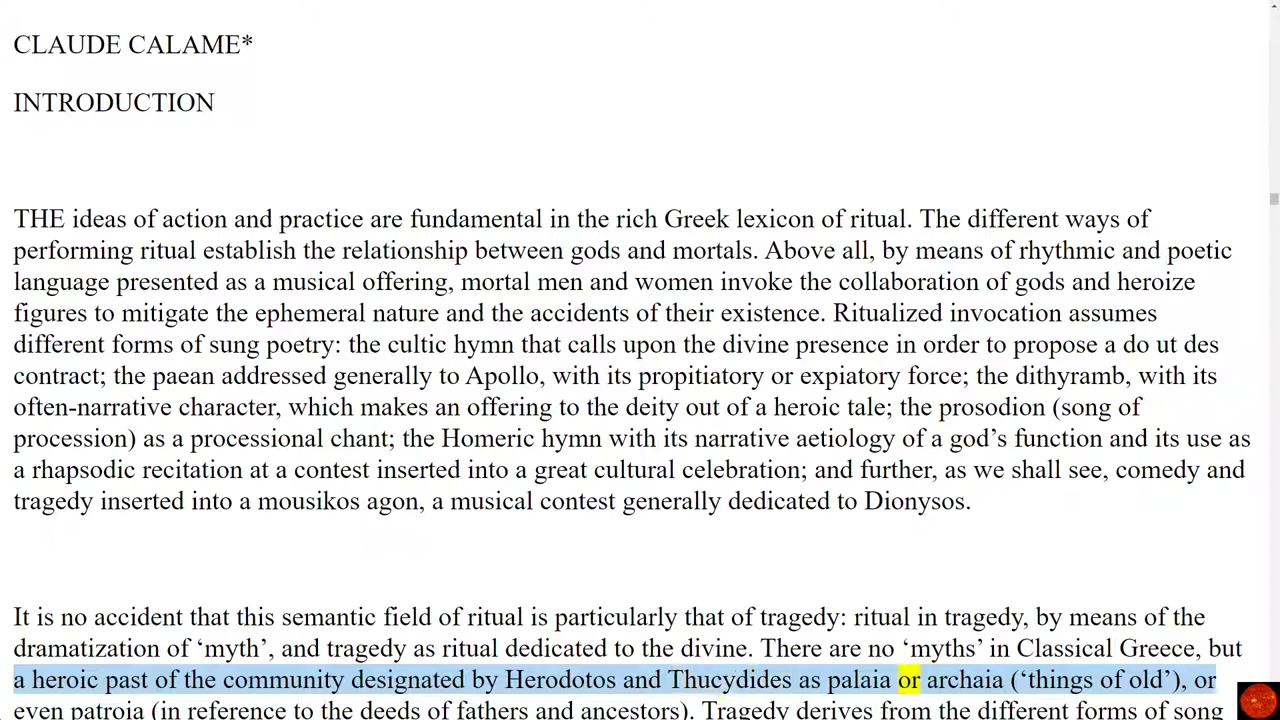 CLAUDE CALAME*
INTRODUCTION
THE ideas of action and practice are fundamental in the rich Greek lexicon of ritual. The different ways of
performing ritual establish the relationship between gods and mortals. Above all, by means of rhythmic and poetic
language presented as a musical offering, mortal men and women invoke the collaboration of gods and heroize
figures to mitigate the ephemeral nature and the accidents of their existence. Ritualized invocation assumes
different forms of sung poetry: the cultic hymn that calls upon the divine presence in order to propose a do ut des
contract; the paean addressed generally to Apollo, with its propitiatory or expiatory force; the dithyramb, with its
often-narrative character, which makes an offering to the deity out of a heroic tale; the prosodion (song of
procession) as a processional chant; the Homeric hymn with its narrative aetiology of a god’s function and its use as
a rhapsodic recitation at a contest inserted into a great cultural celebration; and further, as we shall see, comedy and
tragedy inserted into a mousikos agon, a musical contest generally dedicated to Dionysos.
It is no accident that this semantic field of ritual is particularly that of tragedy: ritual in tragedy, by means of the
dramatization of ‘myth’, and tragedy as ritual dedicated to the divine. There are no ‘myths’ in Classical Greece, but
a heroic past of the community designated by Herodotos and Thucydides as palaia or archaia (‘things of old’), or
even patroia (in reference to the deeds of fathers and ancestors). Tragedy derives from the different forms of song